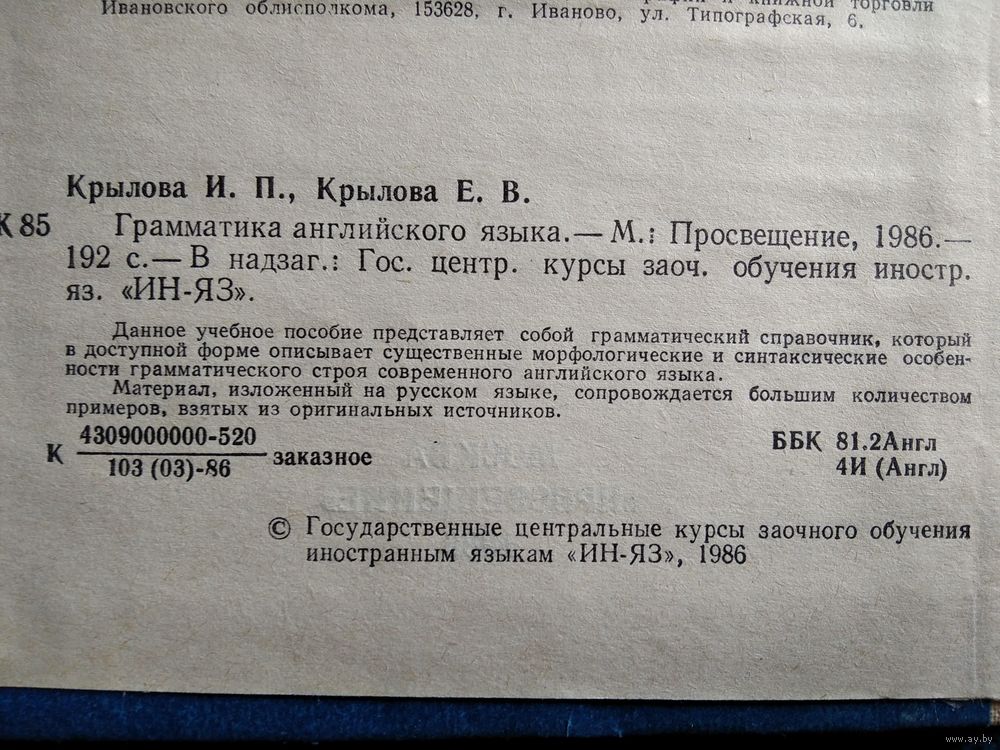 и книжной торговли
Ивановского облисполкома, 153628, г. Иваново, ул. Типографская, 6.
Крылова И. П., Крылова Е. В.
К 85 Грамматика английского языка.— М.: Просвещение, 1986.—
192 с.— В надзаг.: Гос. центр. курсы заоч. обучения иностр.
яз. «ИН-ЯЗ».
Данное учебное пособие представляет собой грамматический справочник, который
в доступной форме описывает существенные морфологические и синтаксические особен-
ности грамматического строя современного английского языка.
Материал, изложенный на русском языке, сопровождается большим количеством
примеров, взятых из оригинальных источников.
К 4309000000-520 заказное
103 (03)-86
ББК 81.2Англ
4И (Англ)
© Государственные центральные курсы заочного обучения
иностранным языкам «ИН-ЯЗ», 1986
www.ay.by